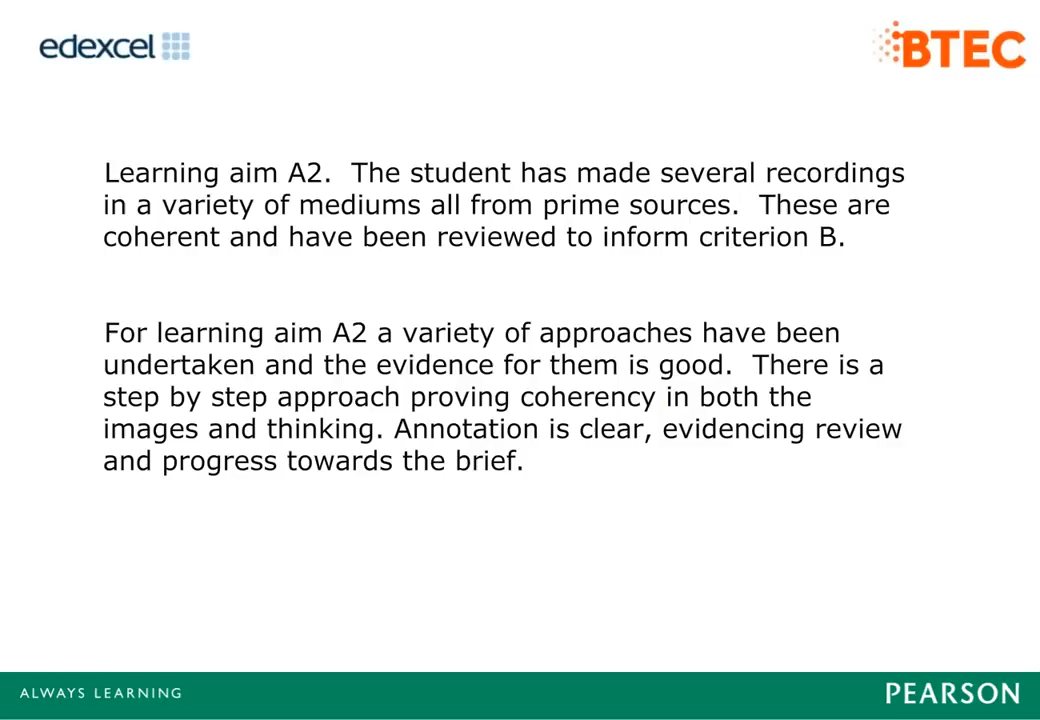 edexcel
BTEC
Learning aim A2.  The student has made several recordings
in a variety of mediums all from prime sources.  These are
coherent and have been reviewed to inform criterion B.
For learning aim A2 a variety of approaches have been
undertaken and the evidence for them is good.  There is a
step by step approach proving coherency in both the
images and thinking. Annotation is clear, evidencing review
and progress towards the brief.
ALWAYS LEARNING
PEARSON